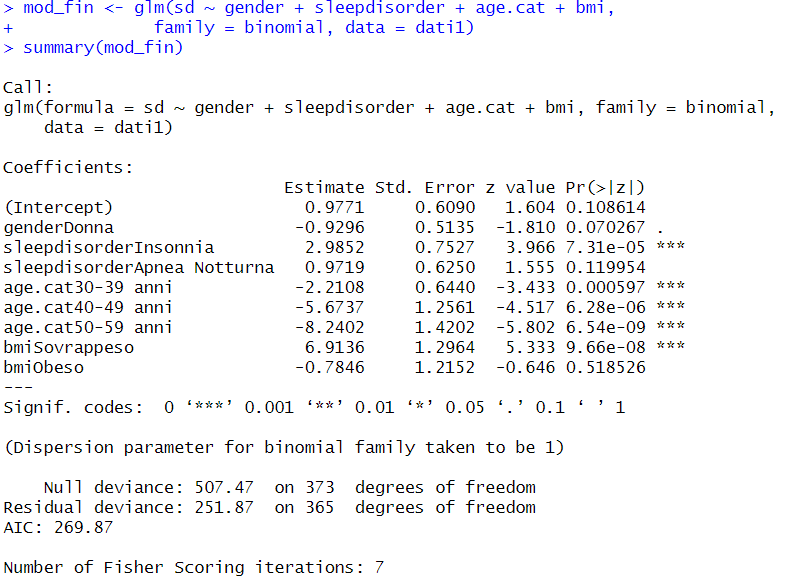 > mod_fin <- glm(sd ~ gender + sleepdisorder + age.cat + bmi,
+               family = binomial, data = dati1)
> summary(mod_fin)
Call:
glm(formula = sd ~ gender + sleepdisorder + age.cat + bmi, family = binomial,
    data = dati1)
Coefficients:
                             Estimate Std. Error z value Pr(>|z|)
(Intercept)                    0.9771     0.6090   1.604 0.108614
genderDonna                   -0.9296     0.5135  -1.810 0.070267 .
sleepdisorderInsonnia          2.9852     0.7527   3.966 7.31e-05 ***
sleepdisorderApnea Notturna    0.9719     0.6250   1.555 0.119954
age.cat30-39 anni             -2.2108     0.6440  -3.433 0.000597 ***
age.cat40-49 anni             -5.6737     1.2561  -4.517 6.28e-06 ***
age.cat50-59 anni             -8.2402     1.4202  -5.802 6.54e-09 ***
bmiSovrappeso                  6.9136     1.2964   5.333 9.66e-08 ***
bmiObeso                      -0.7846     1.2152  -0.646 0.518526
---
Signif. codes:  0 ‘***’ 0.001 ‘**’ 0.01 ‘*’ 0.05 ‘.’ 0.1 ‘ ’ 1
(Dispersion parameter for binomial family taken to be 1)
    Null deviance: 507.47  on 373  degrees of freedom
Residual deviance: 251.87  on 365  degrees of freedom
AIC: 269.87
Number of Fisher Scoring iterations: 7